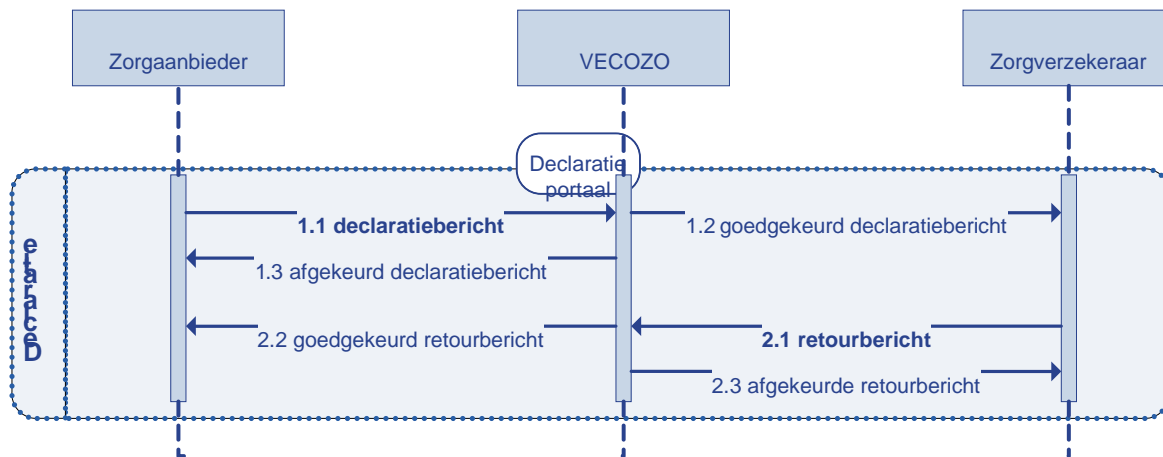 Zorgaanbieder
VECOZO
Zorgverzekeraar
Declaratie
portaal
1.1 declaratiebericht
1.2 goedgekeurd declaratiebericht
1.3 afgekeurd declaratiebericht
2.2 goedgekeurd retourbericht
2.1 retourbericht
2.3 afgekeurde retourbericht